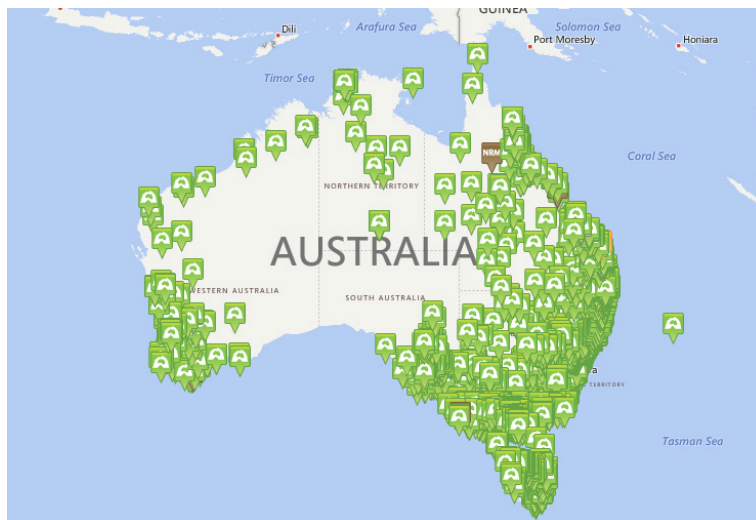 GUINEA
Dili
Arafura Sea
Solomon Sea
Port Moresby
Honiara
Timor Sea
NRM
Coral Sea
NORTHERN TERRITORY
AUSTRALIA
WESTERN AUSTRALIA
SOUTH AUSTRALIA
TERRITORY
Tasman Sea